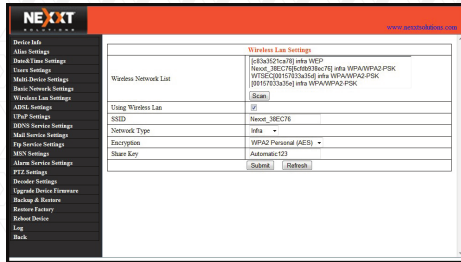 NEXXT
SOLUTIONS
www.nexxtsolutions.com
Device Info
Alias Settings
Date&Time Settings
Users Settings
Multi-Device Settings
Basic Network Settings
Wireless Lan Settings
ADSL Settings
UPnP Settings
DDNS Service Settings
Mail Service Settings
Ftp Service Settings
MSN Settings
Alarm Service Settings
PTZ Settings
Decoder Settings
Upgrade Device Firmware
Backup & Restore
Restore Factory
Reboot Device
Log
Back
Wireless Lan Settings
Wireless Network List
[c83a3521ca78] infra WEP
Nexxt_38EC76[6cfdb938ec76] infra WPA/WPA2-PSK
WTSEC[00157033a35d] infra WPA/WPA2-PSK
[00157033a35e] infra WPA/WPA2-PSK
Scan
Using Wireless Lan
SSID Nexxt_38EC76
Network Type Infra
Encryption WPA2 Personal (AES)
Share Key Automatic123
Submit Refresh